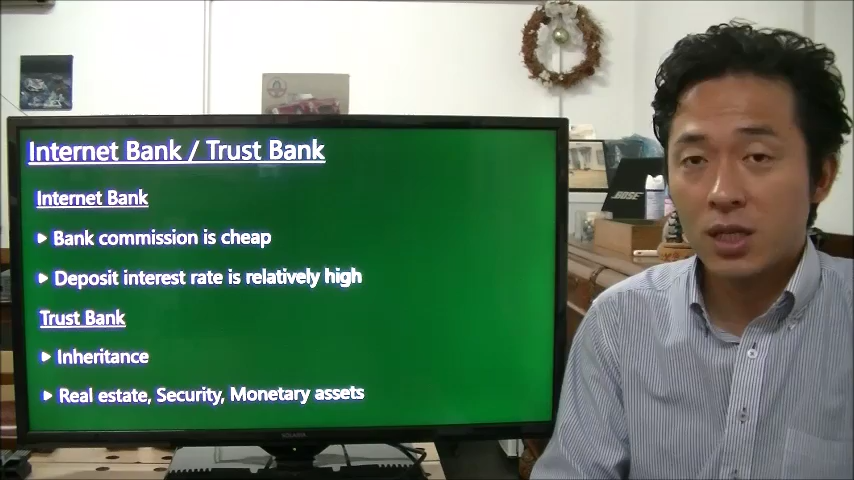 Internet Bank / Trust Bank
Internet Bank
Bank commission is cheap
Deposit interest rate is relatively high
Trust Bank
Inheritance
Real estate, Security, Monetary assets
BOSE